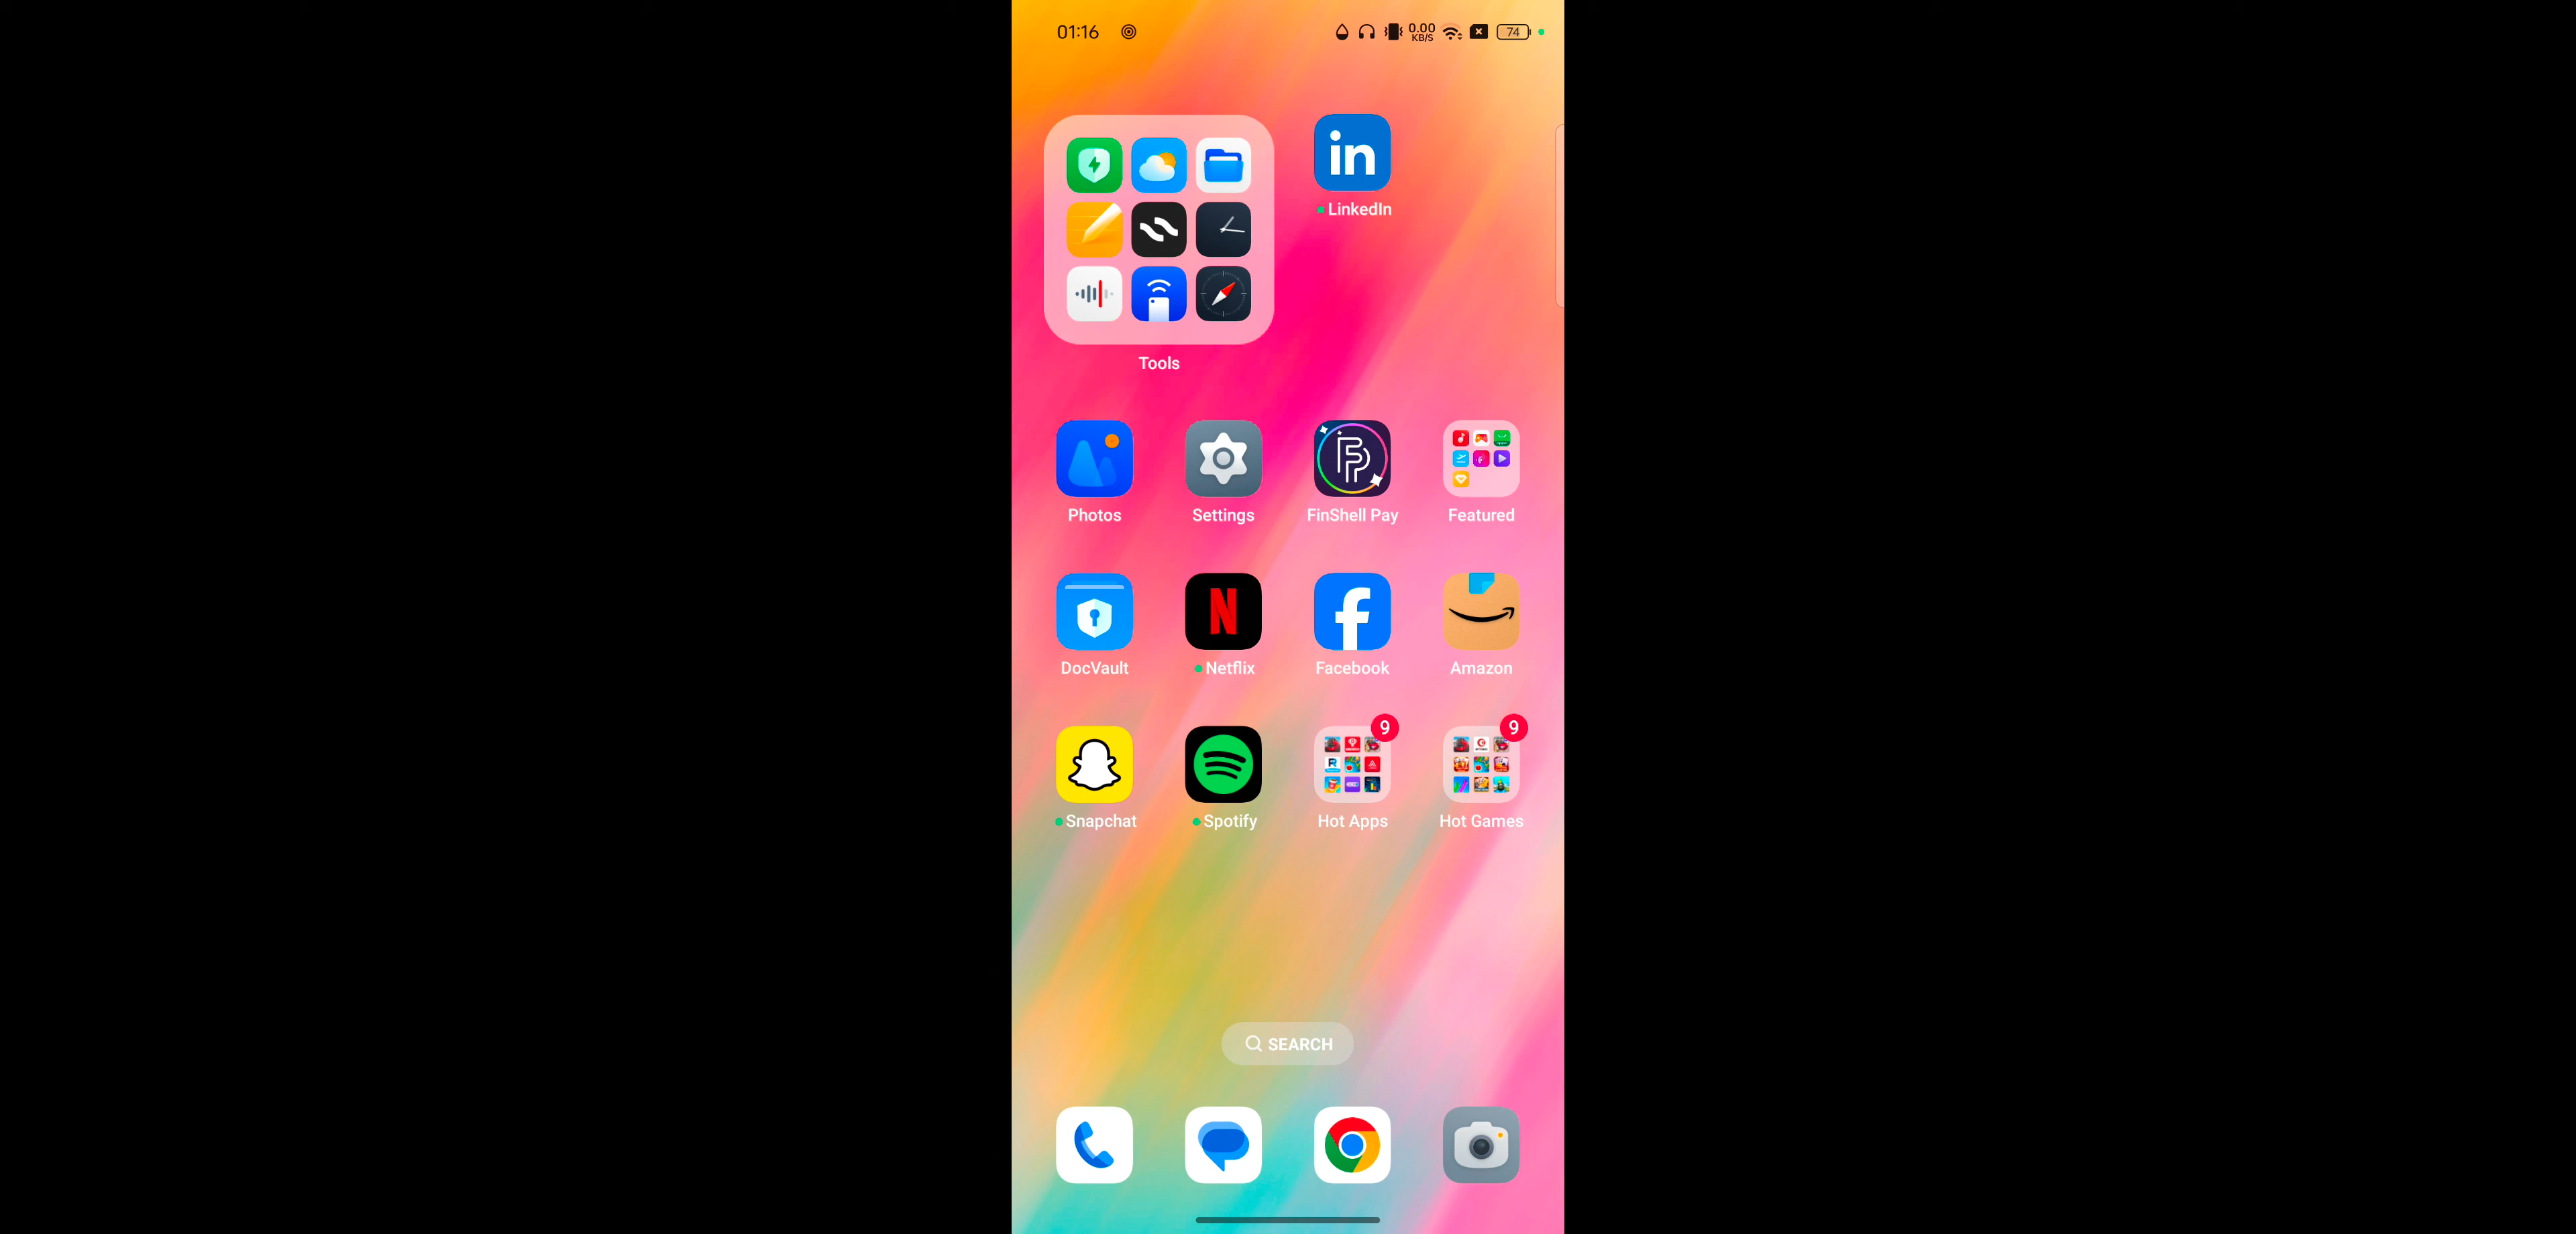 01:16 0.00 KB/S 74
in
LinkedIn
Tools
Photos Settings FinShell Pay Featured
N f
DocVault Netflix Facebook Amazon
9 9
Snapchat Spotify Hot Apps Hot Games
SEARCH